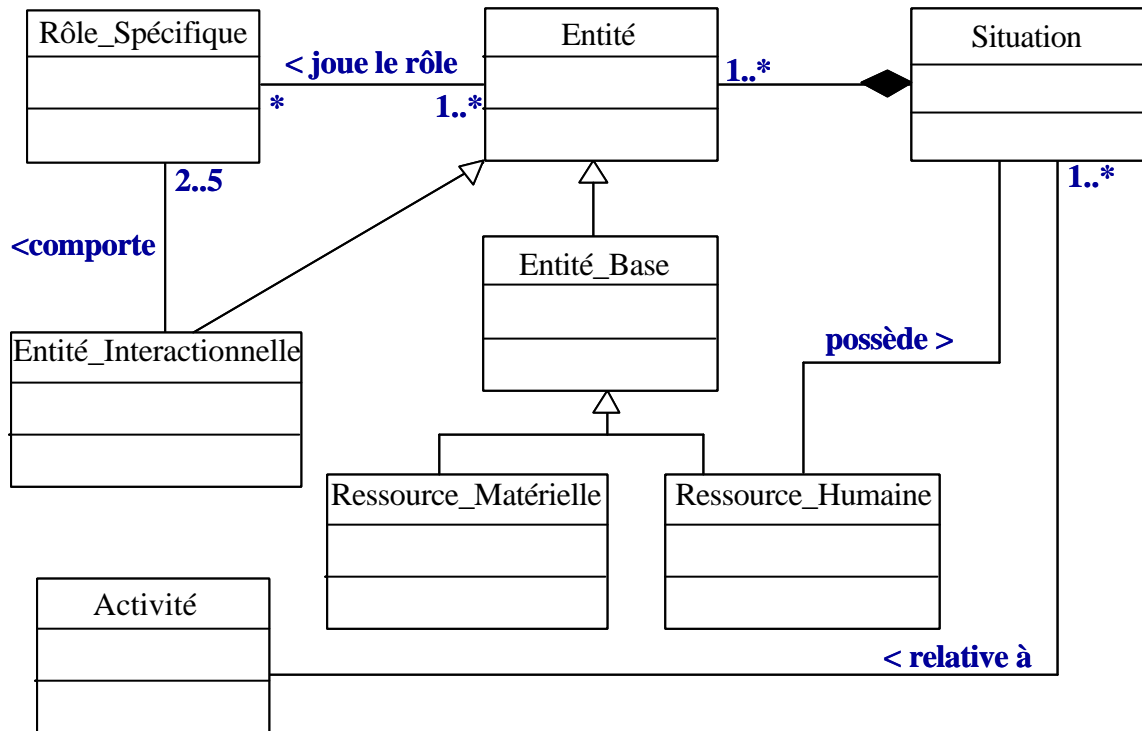 Rôle_Spécifique
Entité
Situation
< joue le rôle
1..*
*
1..*
2..5
1..*
<comporte
Entité_Base
Entité_Interactionnelle
possède >
Ressource_Matérielle
Ressource_Humaine
Activité
< relative à